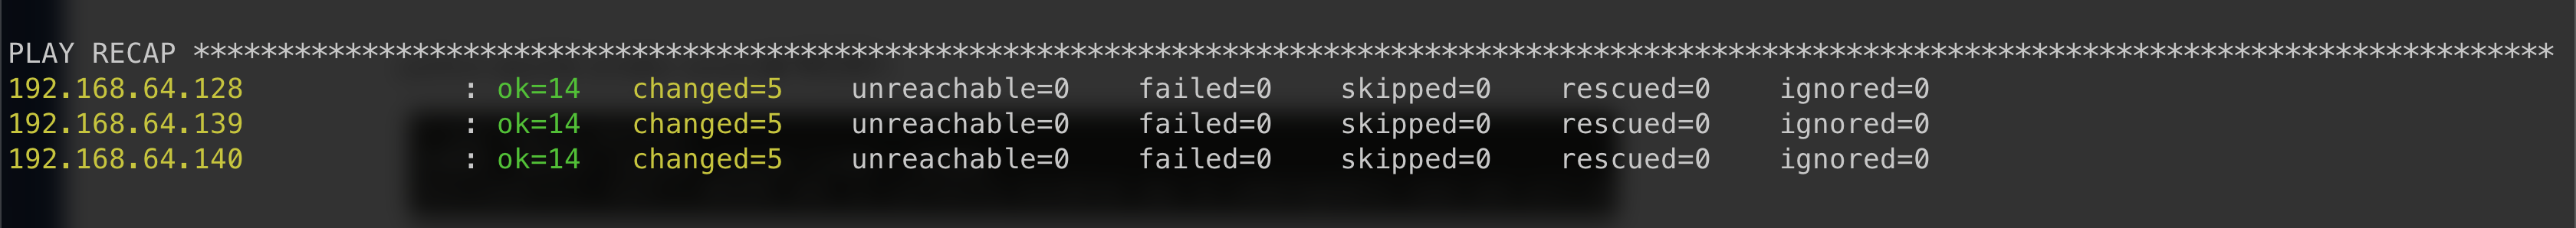 PLAY RECAP ********************************************************************************************************************************************
192.168.64.128             : ok=14   changed=5    unreachable=0    failed=0    skipped=0    rescued=0    ignored=0
192.168.64.139             : ok=14   changed=5    unreachable=0    failed=0    skipped=0    rescued=0    ignored=0
192.168.64.140             : ok=14   changed=5    unreachable=0    failed=0    skipped=0    rescued=0    ignored=0